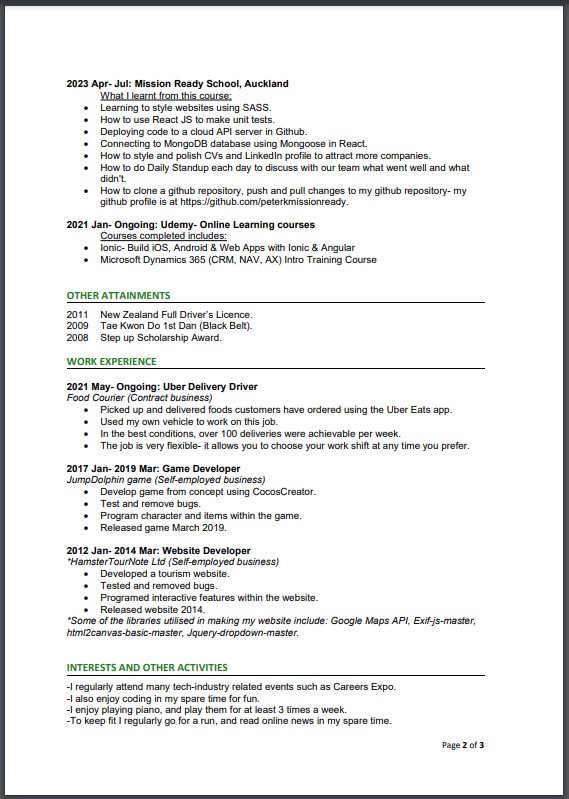 2023 Apr- Jul: Mission Ready School, Auckland
What I learnt from this course:
• Learning to style websites using SASS.
• How to use React JS to make unit tests.
• Deploying code to a cloud API server in Github.
• Connecting to MongoDB database using Mongoose in React.
• How to style and polish CVs and LinkedIn profile to attract more companies.
• How to do Daily Standup each day to discuss with our team what went well and what
didn't.
• How to clone a github repository, push and pull changes to my github repository- my
github profile is at https://github.com/peterkmissionready.
2021 Jan- Ongoing: Udemy- Online Learning courses
Courses completed includes:
• Ionic- Build iOS, Android & Web Apps with Ionic & Angular
• Microsoft Dynamics 365 (CRM, NAV, AX) Intro Training Course
OTHER ATTAINMENTS
2011 New Zealand Full Driver's Licence.
2009 Tae Kwon Do 1st Dan (Black Belt).
2008 Step up Scholarship Award.
WORK EXPERIENCE
2021 May- Ongoing: Uber Delivery Driver
Food Courier (Contract business)
• Picked up and delivered foods customers have ordered using the Uber Eats app.
• Used my own vehicle to work on this job.
• In the best conditions, over 100 deliveries were achievable per week.
• The job is very flexible- it allows you to choose your work shift at any time you prefer.
2017 Jan- 2019 Mar: Game Developer
JumpDolphin game (Self-employed business)
• Develop game from concept using CocosCreator.
• Test and remove bugs.
• Program character and items within the game.
• Released game March 2019.
2012 Jan- 2014 Mar: Website Developer
*HamsterTourNote Ltd (Self-employed business)
• Developed a tourism website.
• Tested and removed bugs.
• Programed interactive features within the website.
• Released website 2014.
*Some of the libraries utilised in making my website include: Google Maps API, Exif-js-master,
html2canvas-basic-master, Jquery-dropdown-master.
INTERESTS AND OTHER ACTIVITIES
-I regularly attend many tech-industry related events such as Careers Expo.
-I also enjoy coding in my spare time for fun.
-I enjoy playing piano, and play them for at least 3 times a week.
-To keep fit I regularly go for a run, and read online news in my spare time.
Page 2 of 3